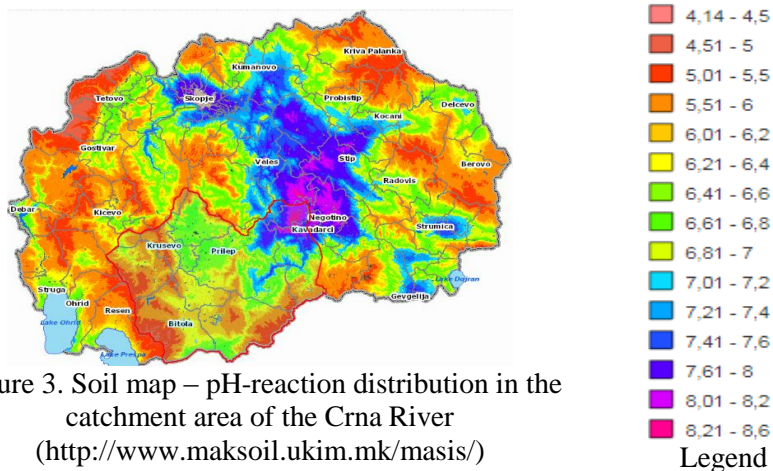 Kriva Palanka
Kumanovo
Tetovo
Skopje
Probistip
Delcevo
Kocani
Gostivar
Veles
Stip
Berovo
Radovis
Debar
Kicevo
Negotino
Kavadarci
Strumica
Krusevo
Prilep
Struga
Ohrid
Lake Ohrid
Resen
Bitola
Lake Prespa
Gevgelija
Lake Dojran
ure 3. Soil map – pH-reaction distribution in the
catchment area of the Crna River
(http://www.maksoil.ukim.mk/masis/)
4,14 - 4,5
4,51 - 5
5,01 - 5,5
5,51 - 6
6,01 - 6,2
6,21 - 6,4
6,41 - 6,6
6,61 - 6,8
6,81 - 7
7,01 - 7,2
7,21 - 7,4
7,41 - 7,6
7,61 - 8
8,01 - 8,2
8,21 - 8,6
Legend